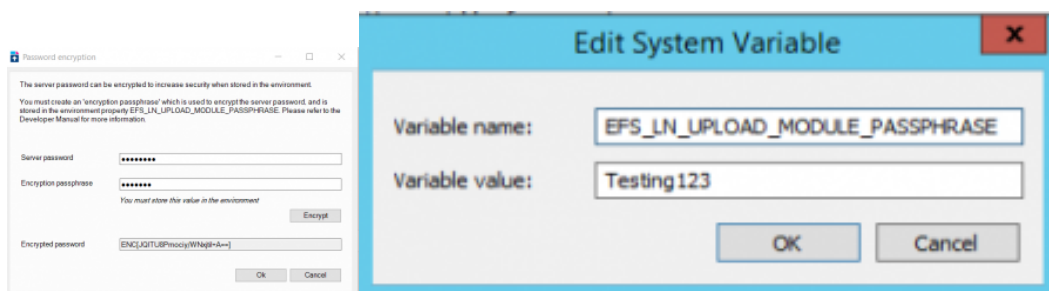 Password encryption
The server password can be encrypted to increase security when stored in the environment.
You must create an 'encryption passphrase' which is used to encrypt the server password, and is
stored in the environment property EFS_LN_UPLOAD_MODULE_PASSPHRASE. Please refer to the
Developer Manual for more information.
Server password
Encryption passphrase
You must store this value in the environment
Encrypt
Encrypted password
Ok Cancel
Edit System Variable
Variable name: EFS_LN_UPLOAD_MODULE_PASSPHRASE
Variable value: Testing123
OK Cancel